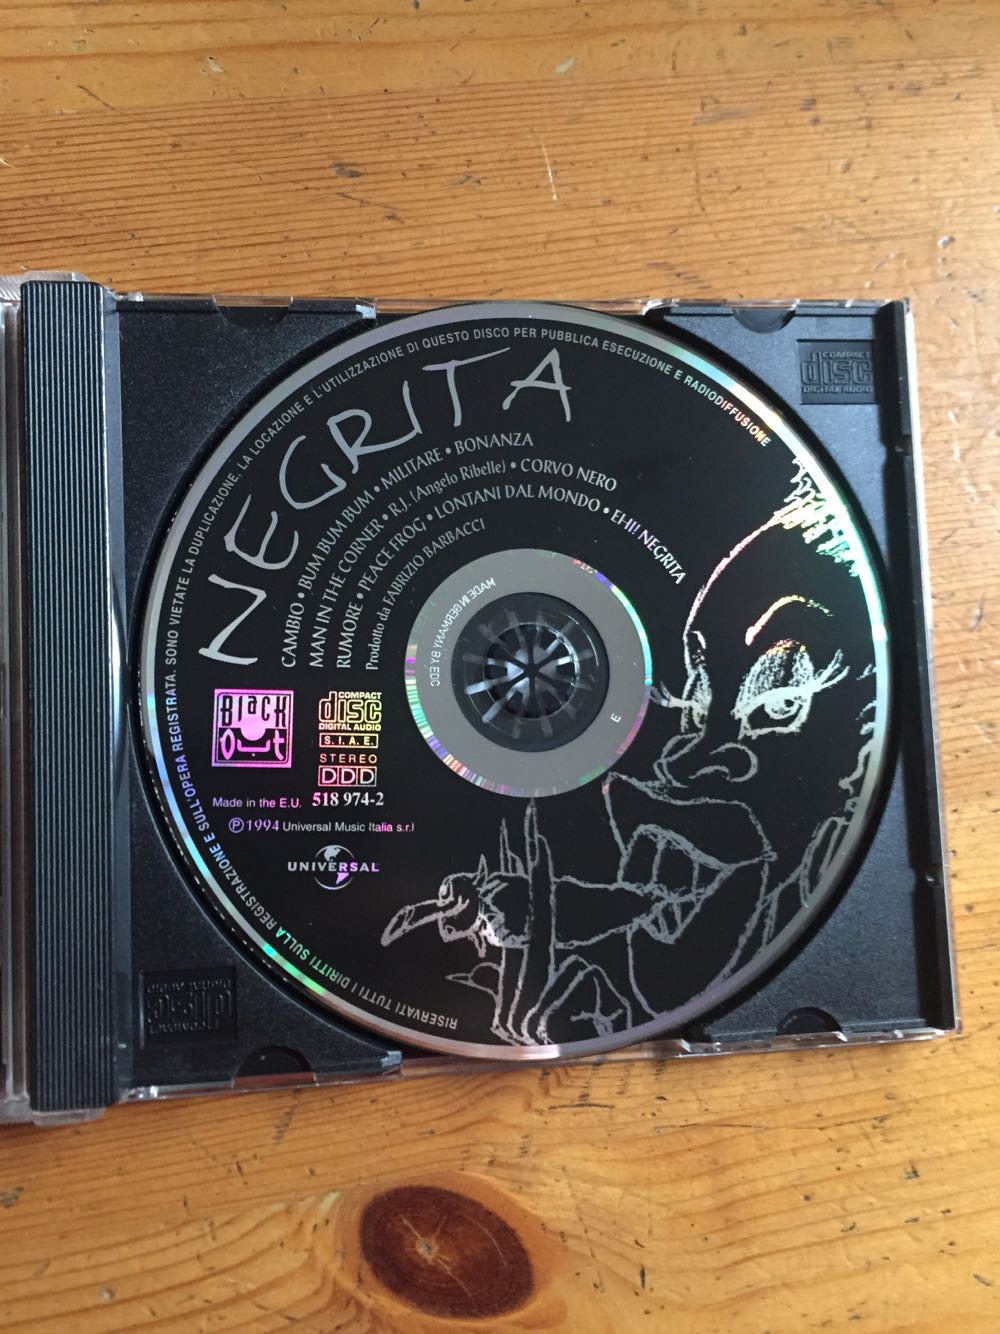 RISERVATI TUTTI I DIRITTI SULLA REGISTRAZIONE E SULL'OPERA REGISTRATA. SONO VIETATE LA DUPLICAZIONE, LA LOCAZIONE E L'UTILIZZAZIONE DI QUESTO DISCO PER PUBBLICA ESECUZIONE E RADIODIFFUSIONE
NEGRITA
CAMBIO • BUM BUM BUM • MILITARE • BONANZA
MAN IN THE CORNER • R.J. (Angelo Ribelle) • CORVO NERO
RUMORE • PEACE FROG • LONTANI DAL MONDO • EHI! NEGRITA
Prodotto da FABRIZIO BARBACCI
MADE IN GERMANY BY EDC
E
BlacK Out
COMPACT
disc
DIGITAL AUDIO
S.I.A.E.
STEREO
DDD
Made in the E.U. 518 974-2
Ⓟ 1994 Universal Music Italia s.r.l
UNIVERSAL
COMPACT
disc
DIGITAL AUDIO
COMPACT
disc
DIGITAL AUDIO